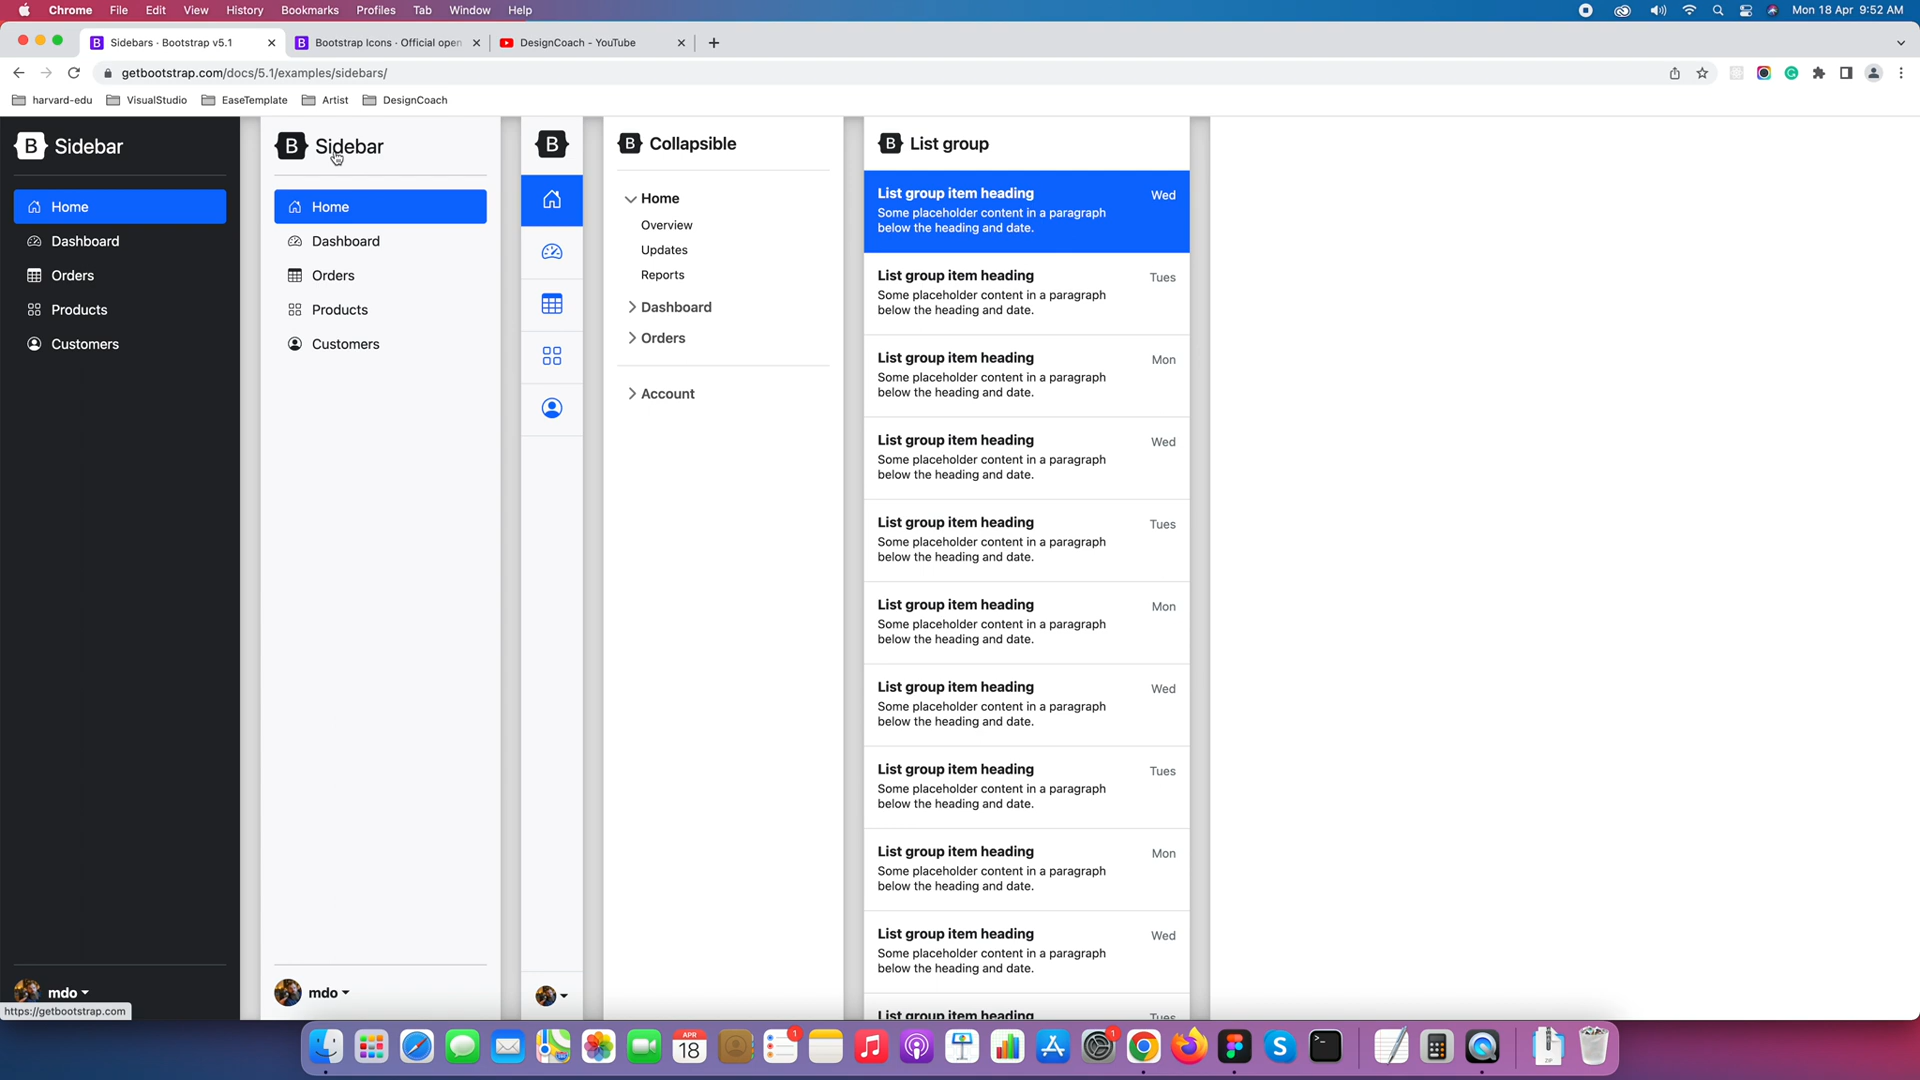 Chrome File Edit View History Bookmarks Profiles Tab Window Help Mon 18 Apr 9:52 AM
Sidebars · Bootstrap v5.1 Bootstrap Icons · Official open DesignCoach - YouTube
getbootstrap.com/docs/5.1/examples/sidebars/
harvard-edu VisualStudio EaseTemplate Artist DesignCoach
B Sidebar
Home
Dashboard
Orders
Products
Customers
mdo
https://getbootstrap.com
B Sidebar
Home
Dashboard
Orders
Products
Customers
mdo
B
B Collapsible
Home
Overview
Updates
Reports
Dashboard
Orders
Account
B List group
List group item heading Wed
Some placeholder content in a paragraph
below the heading and date.
List group item heading Tues
Some placeholder content in a paragraph
below the heading and date.
List group item heading Mon
Some placeholder content in a paragraph
below the heading and date.
List group item heading Wed
Some placeholder content in a paragraph
below the heading and date.
List group item heading Tues
Some placeholder content in a paragraph
below the heading and date.
List group item heading Mon
Some placeholder content in a paragraph
below the heading and date.
List group item heading Wed
Some placeholder content in a paragraph
below the heading and date.
List group item heading Tues
Some placeholder content in a paragraph
below the heading and date.
List group item heading Mon
Some placeholder content in a paragraph
below the heading and date.
List group item heading Wed
Some placeholder content in a paragraph
below the heading and date.
List group item heading Tues
APR
18
1
1
S
ZIP